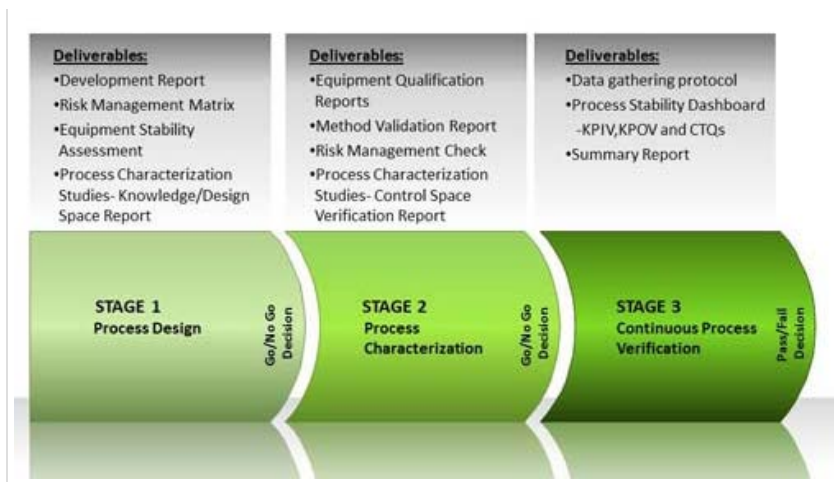 Deliverables:
•Development Report
•Risk Management Matrix
•Equipment Stability
Assessment
•Process Characterization
Studies- Knowledge/Design
Space Report
Deliverables:
•Equipment Qualification
Reports
•Method Validation Report
•Risk Management Check
•Process Characterization
Studies- Control Space
Verification Report
Deliverables:
•Data gathering protocol
•Process Stability Dashboard
-KPIV,KPOV and CTQs
•Summary Report
STAGE 1
Process Design
Go/No Go
Decision
STAGE 2
Process
Characterization
Go/No Go
Decision
STAGE 3
Continuous Process
Verification
Pass/Fail
Decision